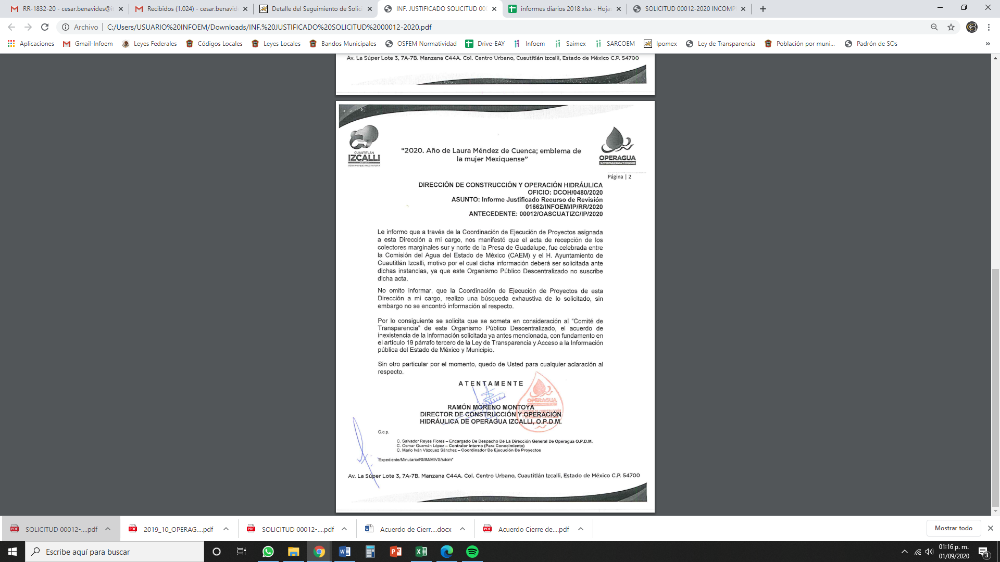 RR-1832-20 - cesar.benavides@i
Recibidos (1.024) - cesar.benavid
Detalle del Seguimiento de Solici
INF. JUSTIFICADO SOLICITUD 000
informes diarios 2018.xlsx - Hoja
SOLICITUD 00012-2020 INCOMP
Archivo
C:/Users/USUARIO%20INFOEM/Downloads/INF.%20JUSTIFICADO%20SOLICITUD%2000012-2020.pdf
Aplicaciones
Gmail-Infoem
Leyes Federales
Códigos Locales
Leyes Locales
Bandos Municipales
OSFEM Normatividad
Drive-EAY
Infoem
Saimex
SARCOEM
Ipomex
Ley de Transparencia
Población por muni...
Padrón de SOs
»
Av. La Súper Lote 3, 7A-7B. Manzana C44A. Col. Centro Urbano, Cuautitlán Izcalli, Estado de México C.P. 54700
CUAUTITLÁN
IZCALLI
“2020. Año de Laura Méndez de Cuenca; emblema de
la mujer Mexiquense”
OPERAGUA
Página | 2
DIRECCIÓN DE CONSTRUCCIÓN Y OPERACIÓN HIDRÁULICA
OFICIO: DCOH/0480/2020
ASUNTO: Informe Justificado Recurso de Revisión
01662/INFOEM/IP/RR/2020
ANTECEDENTE: 00012/OASCUATIZC/IP/2020
Le informo que a través de la Coordinación de Ejecución de Proyectos asignada
a esta Dirección a mi cargo, nos manifestó que el acta de recepción de los
colectores marginales sur y norte de la Presa de Guadalupe, fue celebrada entre
la Comisión del Agua del Estado de México (CAEM) y el H. Ayuntamiento de
Cuautitlán Izcalli, motivo por el cual dicha información deberá ser solicitada ante
dichas instancias, ya que este Organismo Público Descentralizado no suscribe
dicha acta.
No omito informar, que la Coordinación de Ejecución de Proyectos de esta
Dirección a mi cargo, realizo una búsqueda exhaustiva de lo solicitado, sin
embargo no se encontró información al respecto.
Por lo consiguiente se solicita que se someta en consideración al “Comité de
Transparencia” de este Organismo Público Descentralizado, el acuerdo de
inexistencia de la información solicitada ya antes mencionada, con fundamento en
el artículo 19 párrafo tercero de la Ley de Transparencia y Acceso a la Información
pública del Estado de México y Municipio.
Sin otro particular por el momento, quedo de Usted para cualquier aclaración al
respecto.
A T E N T A M E N T E
OPERAGUA
RAMÓN MORENO MONTOYA
DIRECTOR DE CONSTRUCCIÓN Y OPERACIÓN
HIDRÁULICA DE OPERAGUA IZCALLI, O.P.D.M.
C.c.p.
C. Salvador Reyes Flores – Encargado De Despacho De La Dirección General De Operagua O.P.D.M.
C. Osmar Guzmán López – Contralor Interno (Para Conocimiento)
C. Mario Iván Vázquez Sánchez – Coordinador De Ejecución De Proyectos
*Expediente/Minutario/RMM/MIVS/sdcm*
Av. La Súper Lote 3, 7A-7B. Manzana C44A. Col. Centro Urbano, Cuautitlán Izcalli, Estado de México C.P. 54700
SOLICITUD 00012-....pdf
2019_10_OPERAG....pdf
SOLICITUD 00012-....pdf
Acuerdo de Cierr....docx
Acuerdo Cierre de....pdf
Mostrar todo
Escribe aquí para buscar
01:16 p. m.
01/09/2020
3